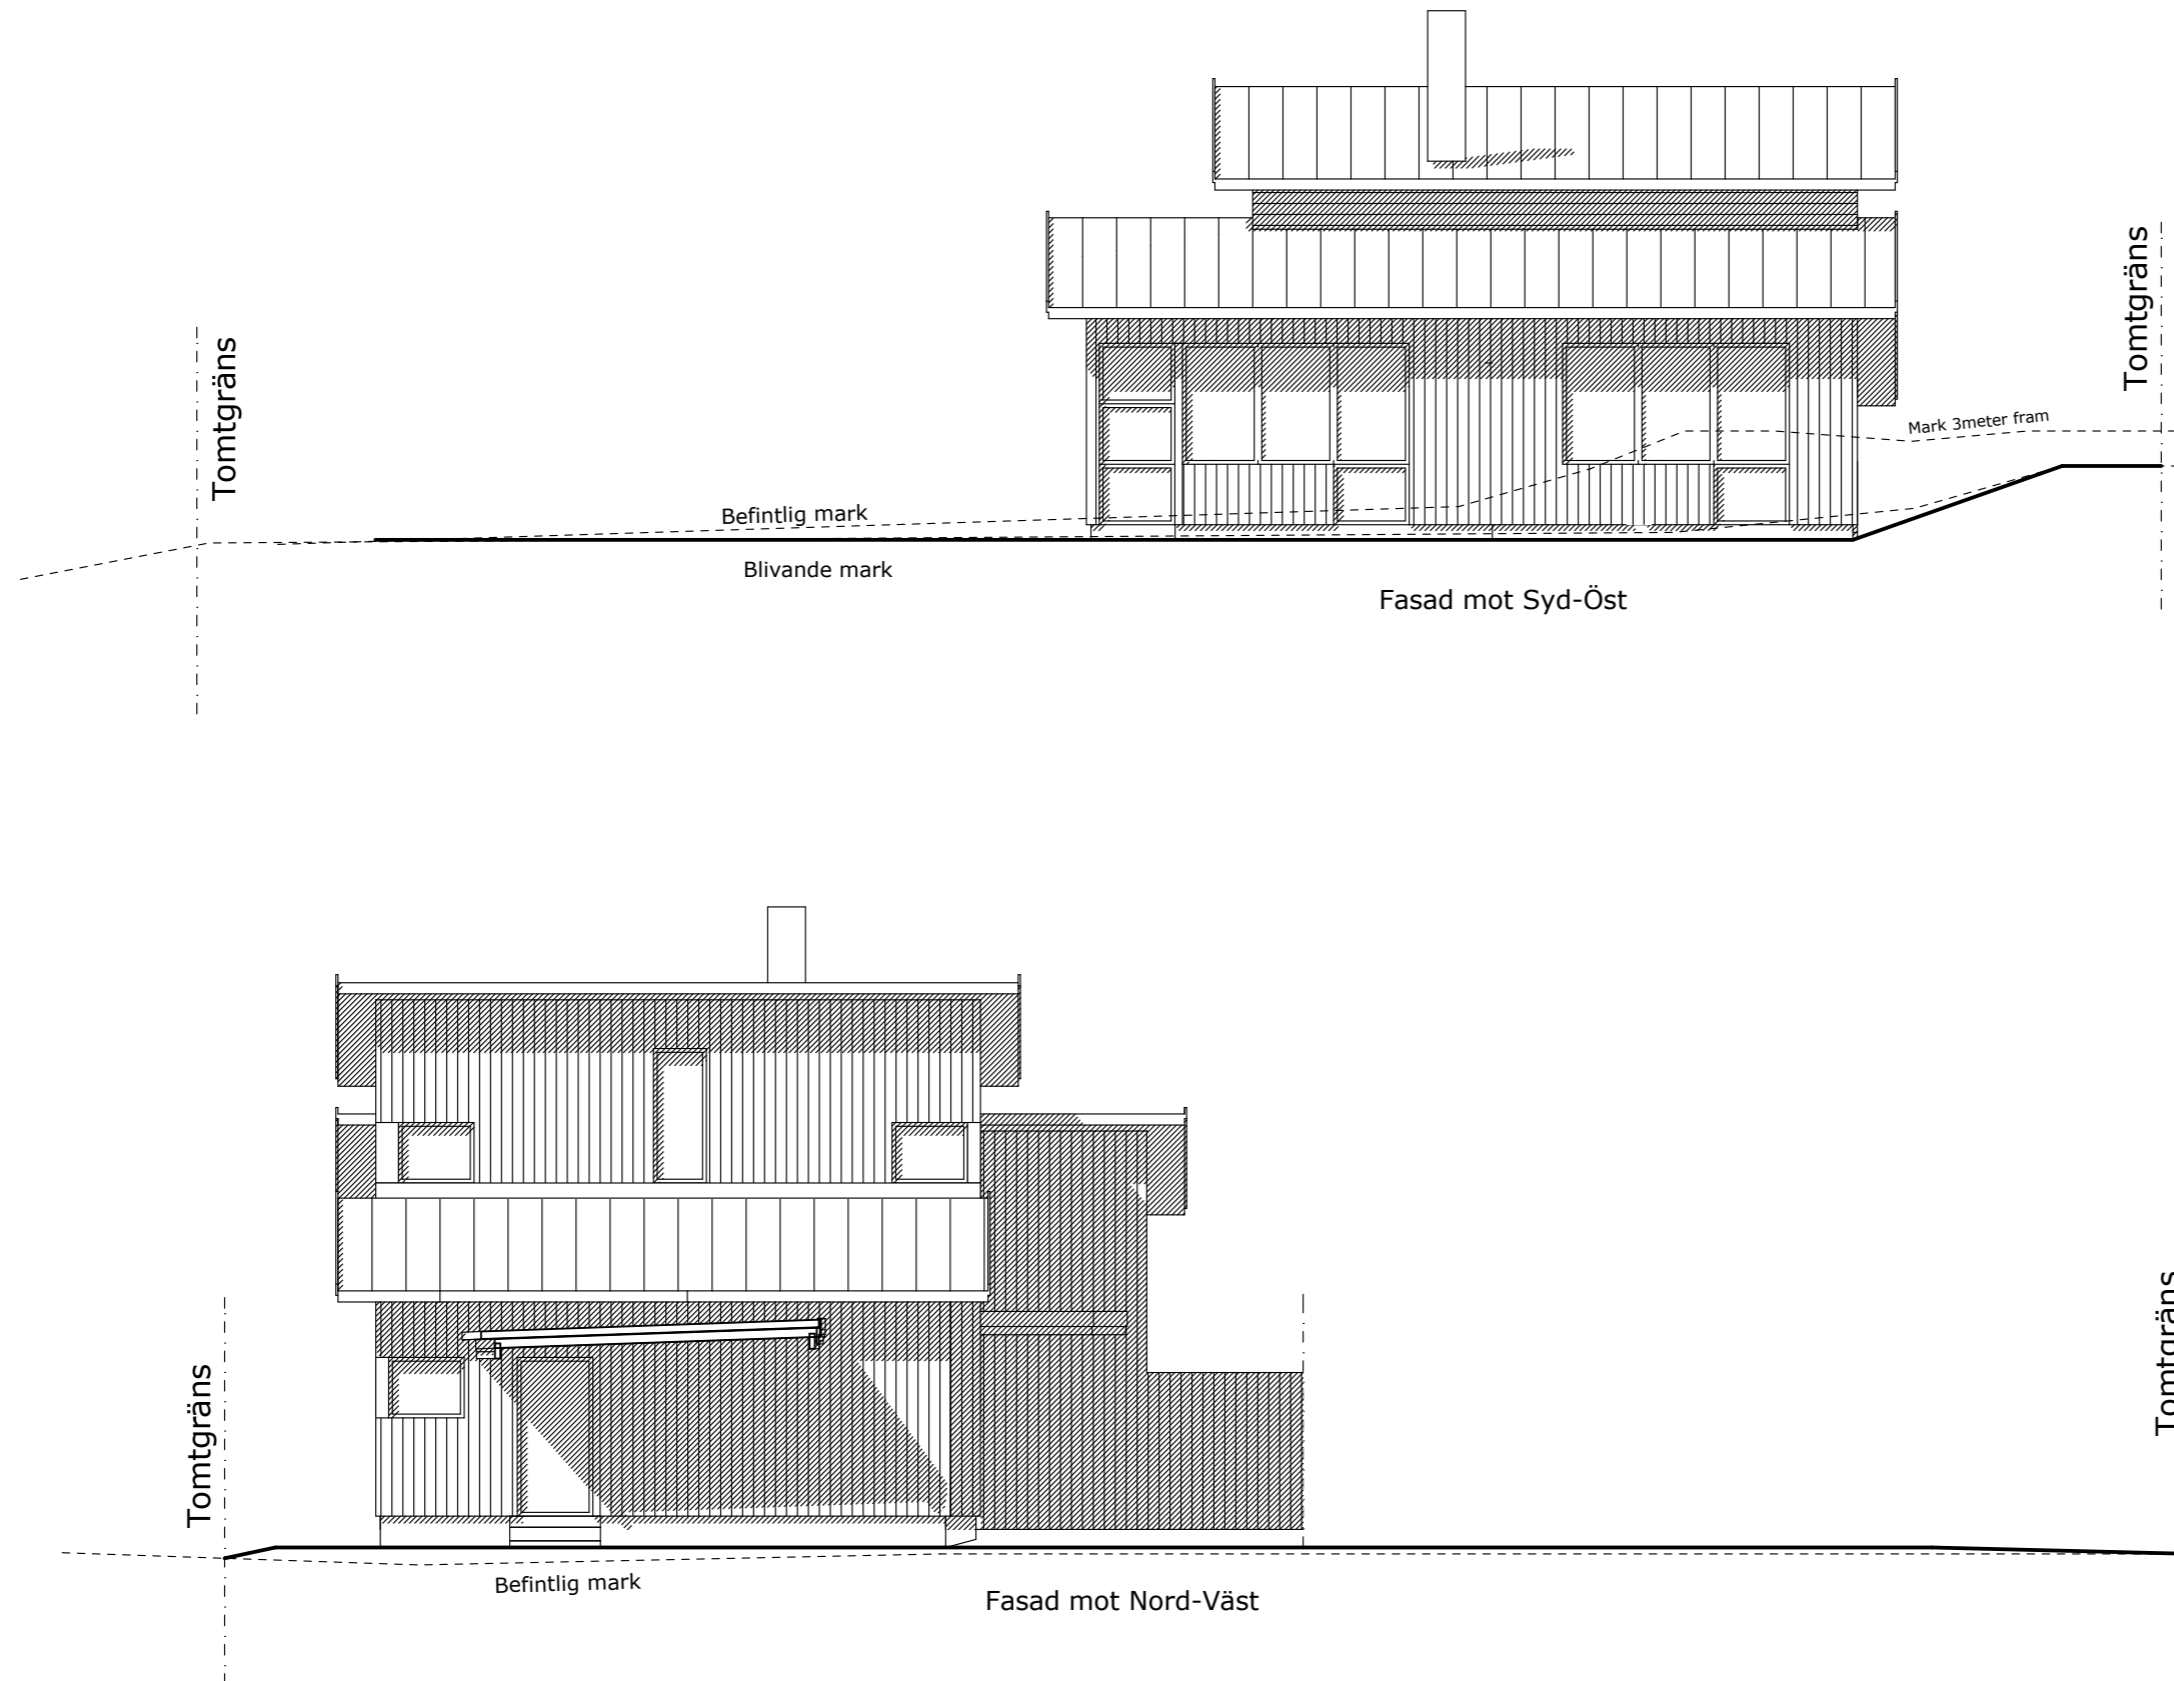 Tomtgräns
Tomtgräns
Mark 3meter fram
Befintlig mark
Blivande mark
Fasad mot Syd-Öst
Tomtgräns
Tomtgräns
Befintlig mark
Fasad mot Nord-Väst